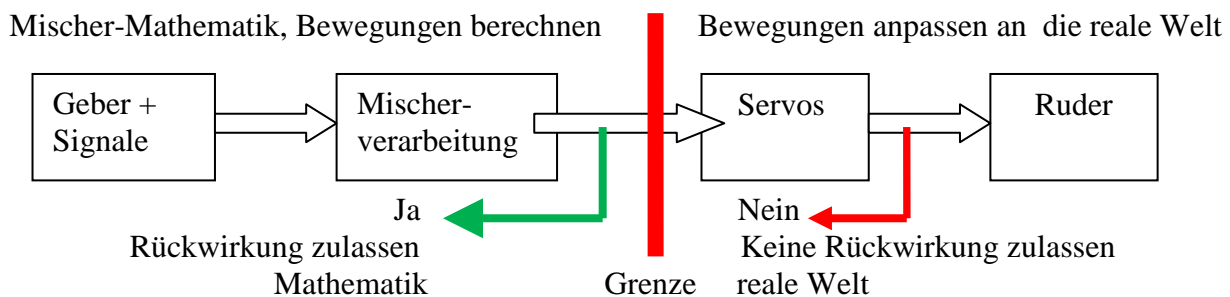 Mischer-Mathematik, Bewegungen berechnen
Bewegungen anpassen an die reale Welt
Geber +
Signale
Mischer-
verarbeitung
Servos
Ruder
Ja
Rückwirkung zulassen
Mathematik
Grenze
Nein
Keine Rückwirkung zulassen
reale Welt